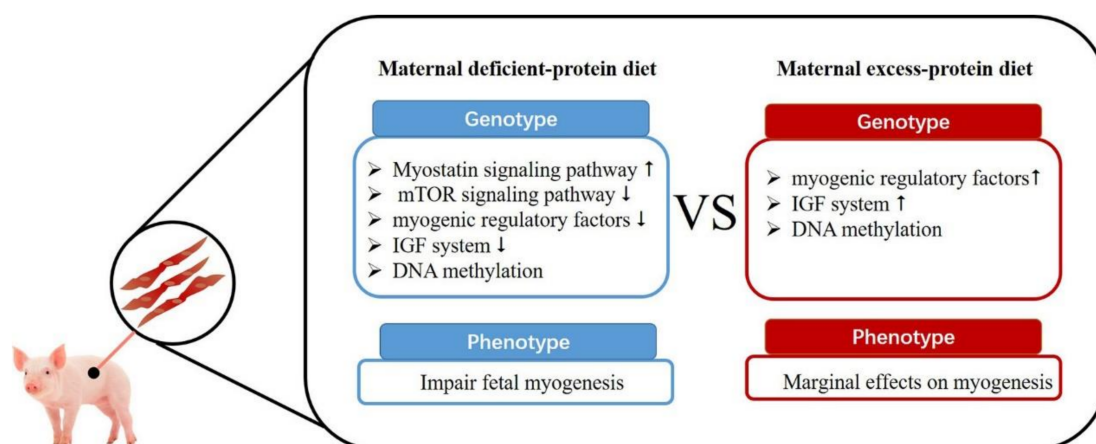 Maternal deficient-protein diet
Genotype
➢ Myostatin signaling pathway ↑
➢ mTOR signaling pathway ↓
➢ myogenic regulatory factors ↓
➢ IGF system ↓
➢ DNA methylation
Phenotype
Impair fetal myogenesis
VS
Maternal excess-protein diet
Genotype
➢ myogenic regulatory factors↑
➢ IGF system ↑
➢ DNA methylation
Phenotype
Marginal effects on myogenesis